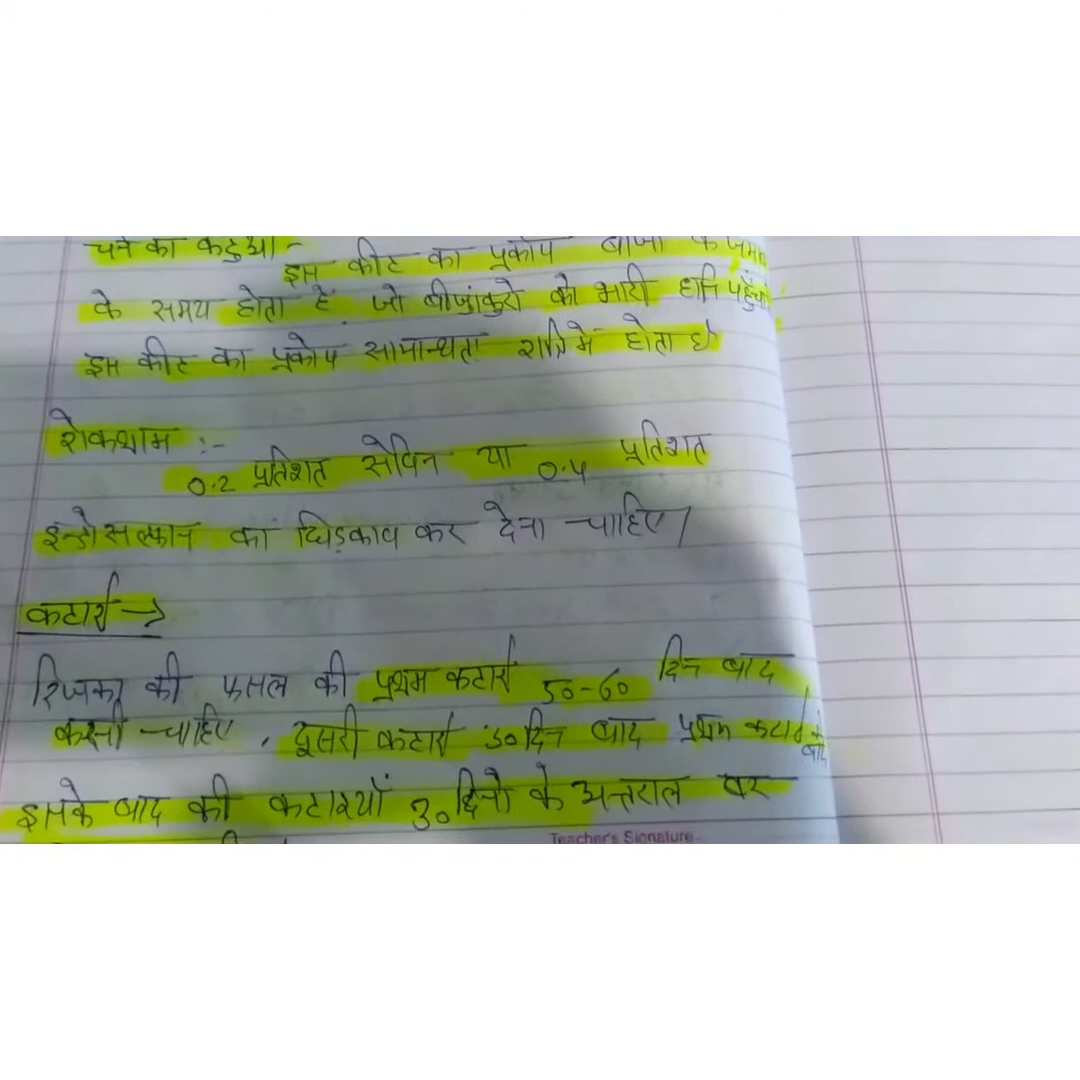 चने का कटुआ -
इस कीट का प्रकोप बीजो के जमाव
के समय होता है, जो बीजांकुरो को भारी हानि पहुँचा
इस कीट का प्रकोप सामान्यता रात्रि में होता है
रोकथाम :-
0.2 प्रतिशत सेविन या 0.4 प्रतिशत
इन्डोसल्फान का छिड़काव कर देना चाहिए।
कटाई →
रिजका की फसल की प्रथम कटाई 50-60 दिन बाद
करनी चाहिए, दूसरी कटाई 30 दिन बाद प्रथम कटाई के बाद
इसके बाद की कटाइयाँ 30 दिनो के अन्तराल पर
Teacher's Signature